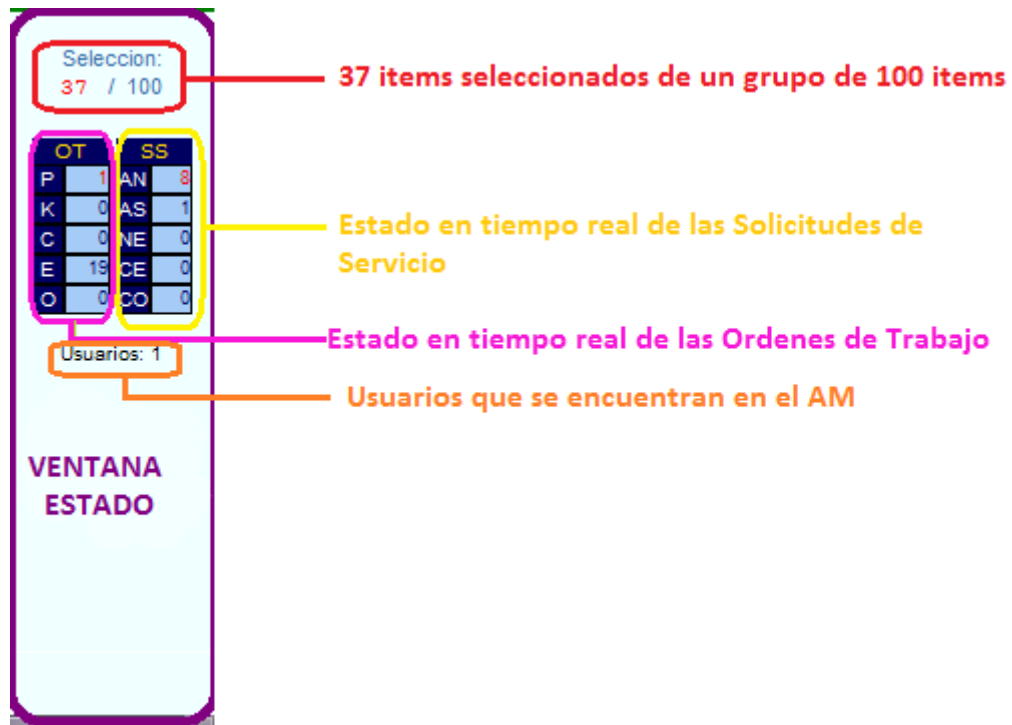 Seleccion:
37 / 100
37 items seleccionados de un grupo de 100 items
OT SS
P 1 AN 8
K 0 AS 1
C 0 NE 0
E 19 CE 0
O 0 CO 0
Estado en tiempo real de las Solicitudes de
Servicio
Estado en tiempo real de las Ordenes de Trabajo
Usuarios: 1
Usuarios que se encuentran en el AM
VENTANA
ESTADO